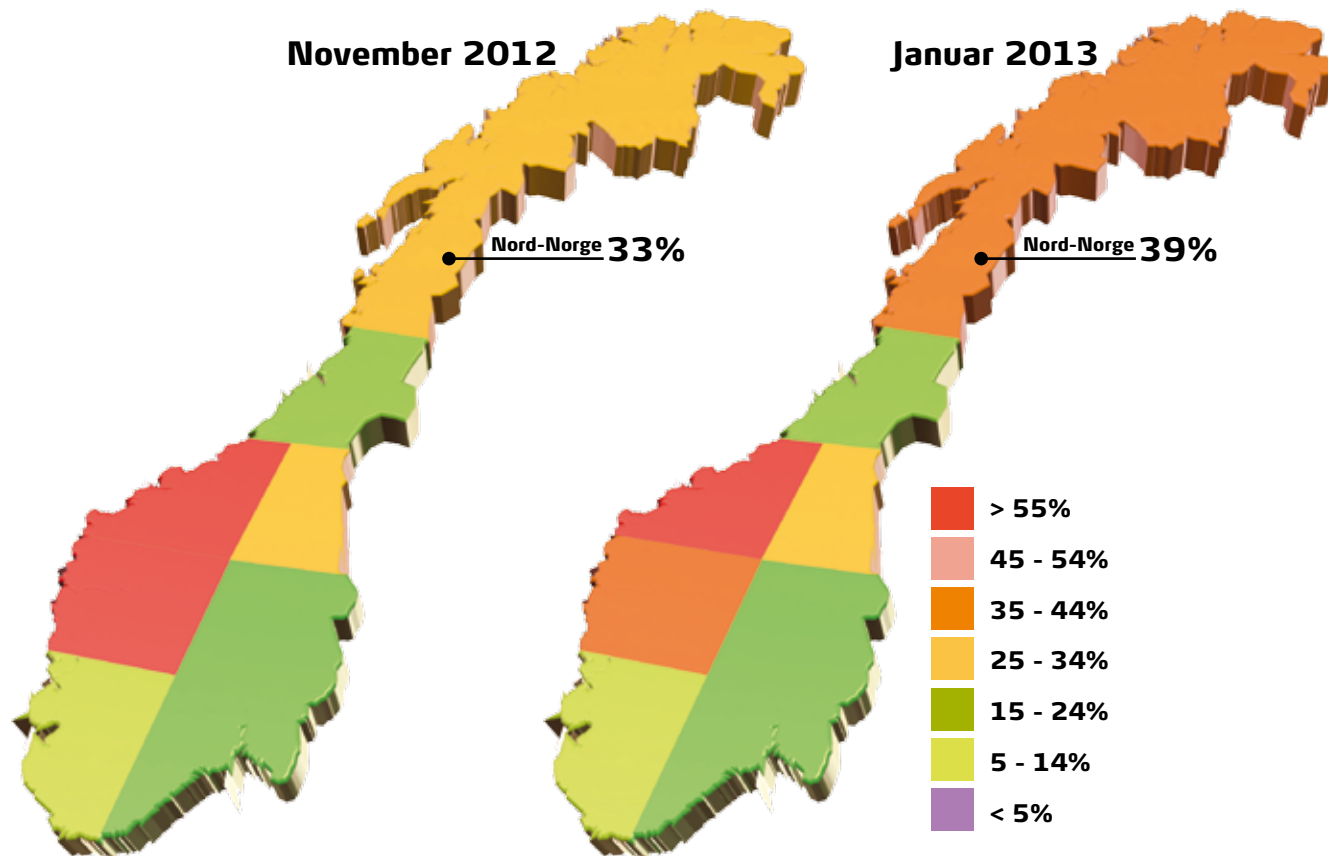 November 2012
Januar 2013
Nord-Norge 33%
Nord-Norge 39%
> 55%
45 - 54%
35 - 44%
25 - 34%
15 - 24%
5 - 14%
< 5%